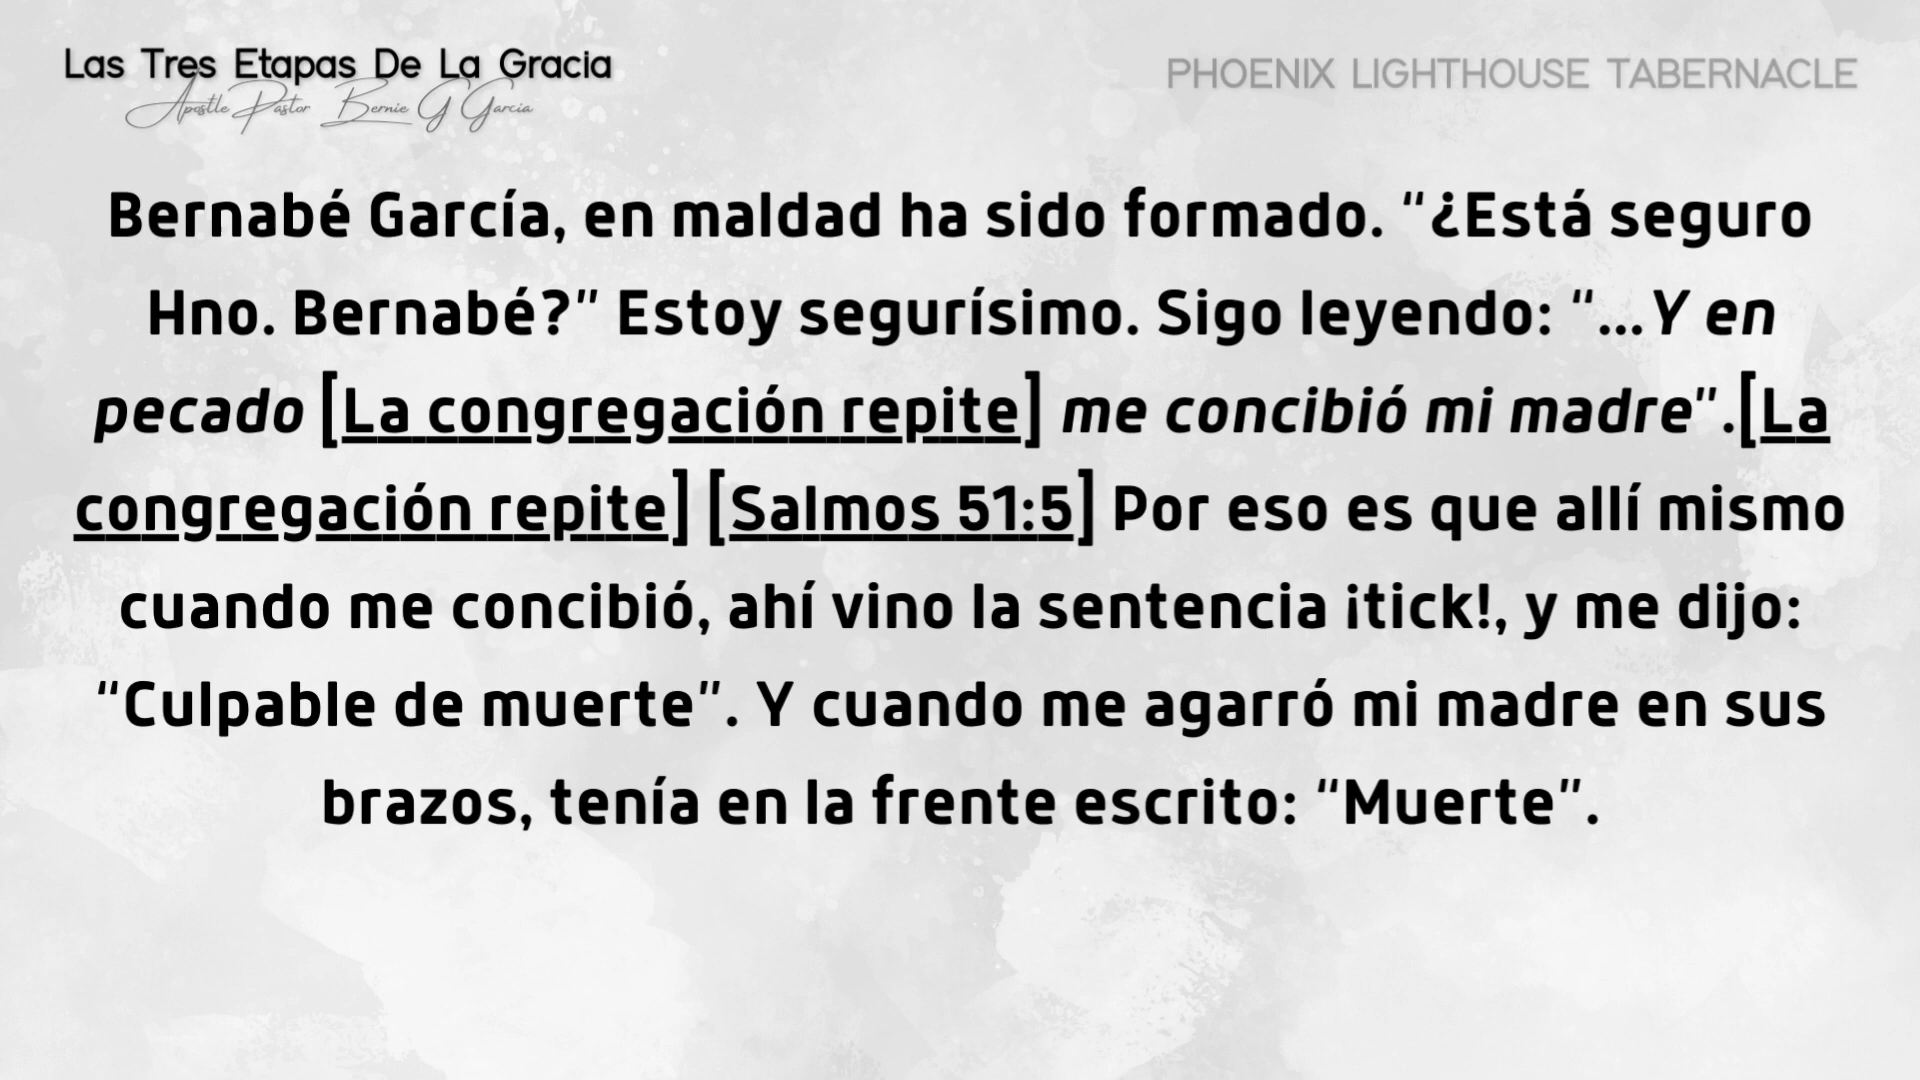 Las Tres Etapas De La Gracia
Apostle Pastor Bernie G Garcia
PHOENIX LIGHTHOUSE TABERNACLE
Bernabé García, en maldad ha sido formado. “¿Está seguro
Hno. Bernabé?” Estoy segurísimo. Sigo leyendo: “...Y en
pecado [La congregación repite] me concibió mi madre”.[La
congregación repite] [Salmos 51:5] Por eso es que allí mismo
cuando me concibió, ahí vino la sentencia ¡tick!, y me dijo:
“Culpable de muerte”. Y cuando me agarró mi madre en sus
brazos, tenía en la frente escrito: “Muerte”.